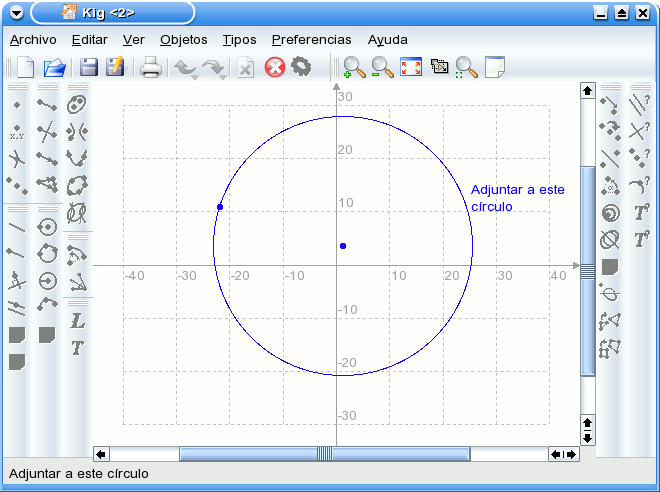 Kig <2>
Archivo Editar Ver Objetos Tipos Preferencias Ayuda
30
20
Adjuntar a este
círculo
10
-40 -30 -20 -10 10 20 30 40
-10
-20
-30
x,y
L
T
T?
T?
Adjuntar a este círculo